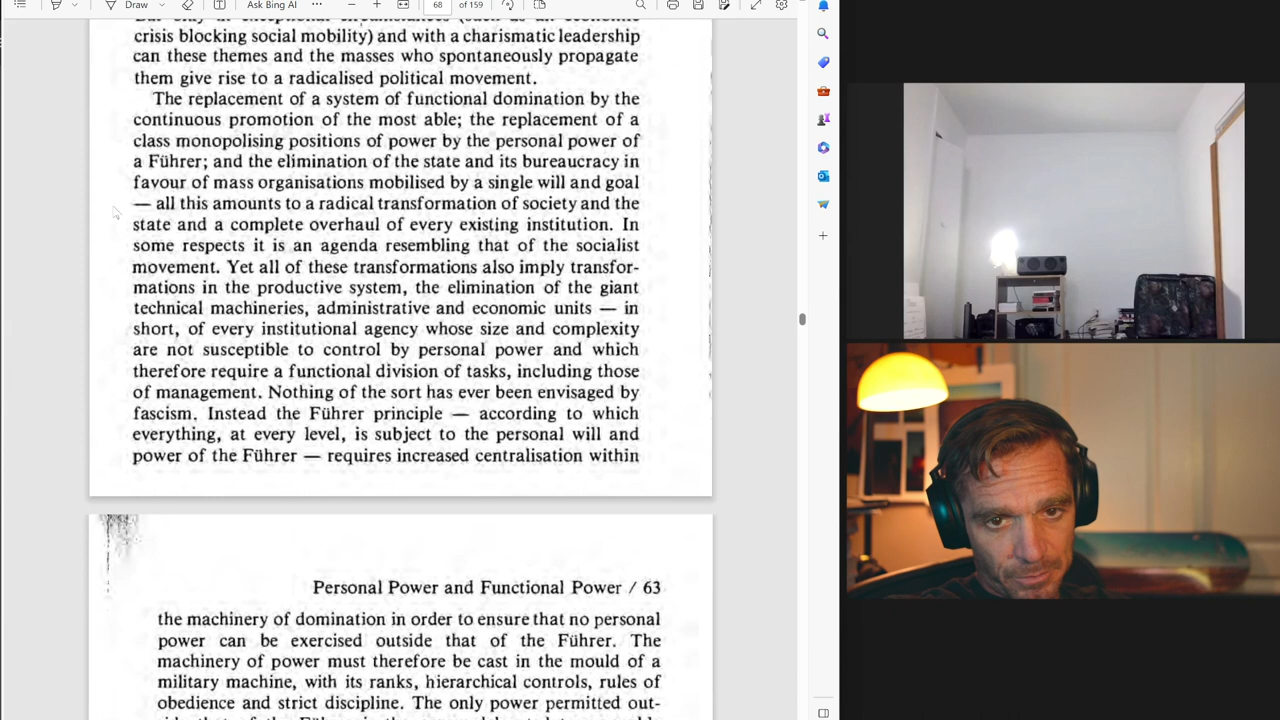 Draw
Ask Bing AI
68
of 159
But only in exceptional circumstances (such as an economic
crisis blocking social mobility) and with a charismatic leadership
can these themes and the masses who spontaneously propagate
them give rise to a radicalised political movement.
The replacement of a system of functional domination by the
continuous promotion of the most able; the replacement of a
class monopolising positions of power by the personal power of
a Führer; and the elimination of the state and its bureaucracy in
favour of mass organisations mobilised by a single will and goal
— all this amounts to a radical transformation of society and the
state and a complete overhaul of every existing institution. In
some respects it is an agenda resembling that of the socialist
movement. Yet all of these transformations also imply transfor-
mations in the productive system, the elimination of the giant
technical machineries, administrative and economic units — in
short, of every institutional agency whose size and complexity
are not susceptible to control by personal power and which
therefore require a functional division of tasks, including those
of management. Nothing of the sort has ever been envisaged by
fascism. Instead the Führer principle — according to which
everything, at every level, is subject to the personal will and
power of the Führer — requires increased centralisation within
Personal Power and Functional Power / 63
the machinery of domination in order to ensure that no personal
power can be exercised outside that of the Führer. The
machinery of power must therefore be cast in the mould of a
military machine, with its ranks, hierarchical controls, rules of
obedience and strict discipline. The only power permitted out-